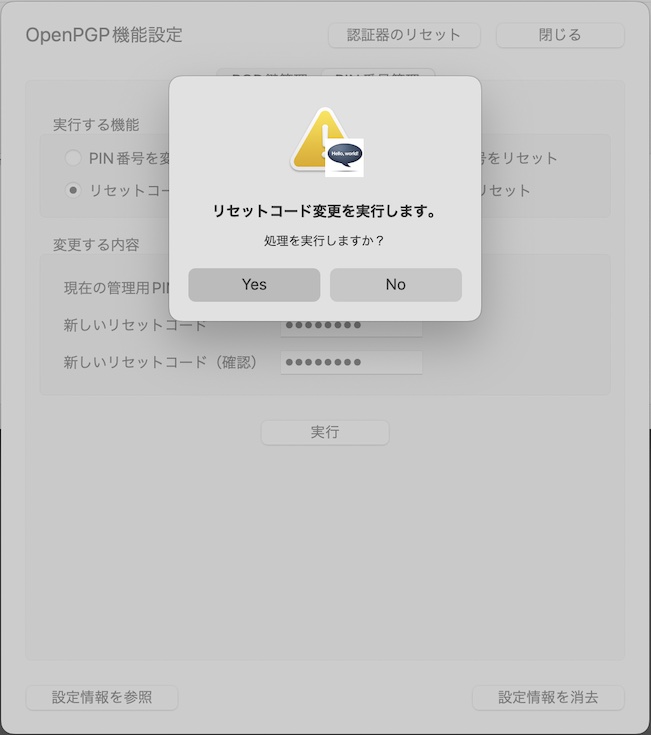 OpenPGP機能設定
認証器のリセット
閉じる
実行する機能
PIN番号を変
号をリセット
リセットコー
リセット
Hello, world!
リセットコード変更を実行します。
処理を実行しますか？
Yes
No
変更する内容
現在の管理用PIN
新しいリセットコード
●●●●●●●●
新しいリセットコード（確認）
●●●●●●●●
実行
設定情報を参照
設定情報を消去